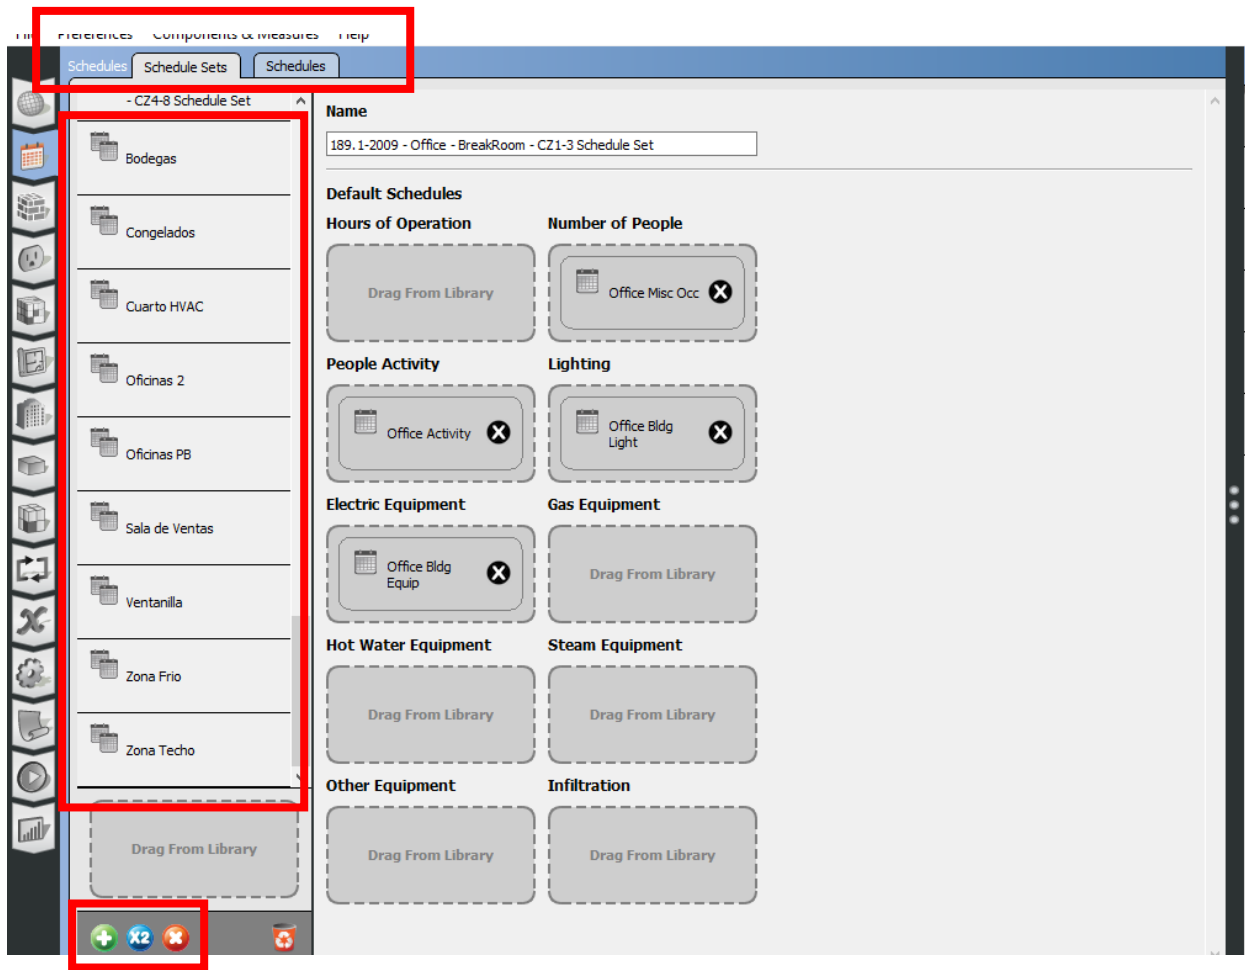 Preferences Components & Measures Help
Schedules Schedule Sets Schedules
- CZ4-8 Schedule Set
Bodegas
Congelados
Cuarto HVAC
Oficinas 2
Oficinas PB
Sala de Ventas
Ventanilla
Zona Frio
Zona Techo
Drag From Library
X2
Name
189.1-2009 - Office - BreakRoom - CZ1-3 Schedule Set
Default Schedules
Hours of Operation Number of People
Drag From Library Office Misc Occ
People Activity Lighting
Office Activity Office Bldg
Light
Electric Equipment Gas Equipment
Office Bldg
Equip
Drag From Library
Hot Water Equipment Steam Equipment
Drag From Library Drag From Library
Other Equipment Infiltration
Drag From Library Drag From Library